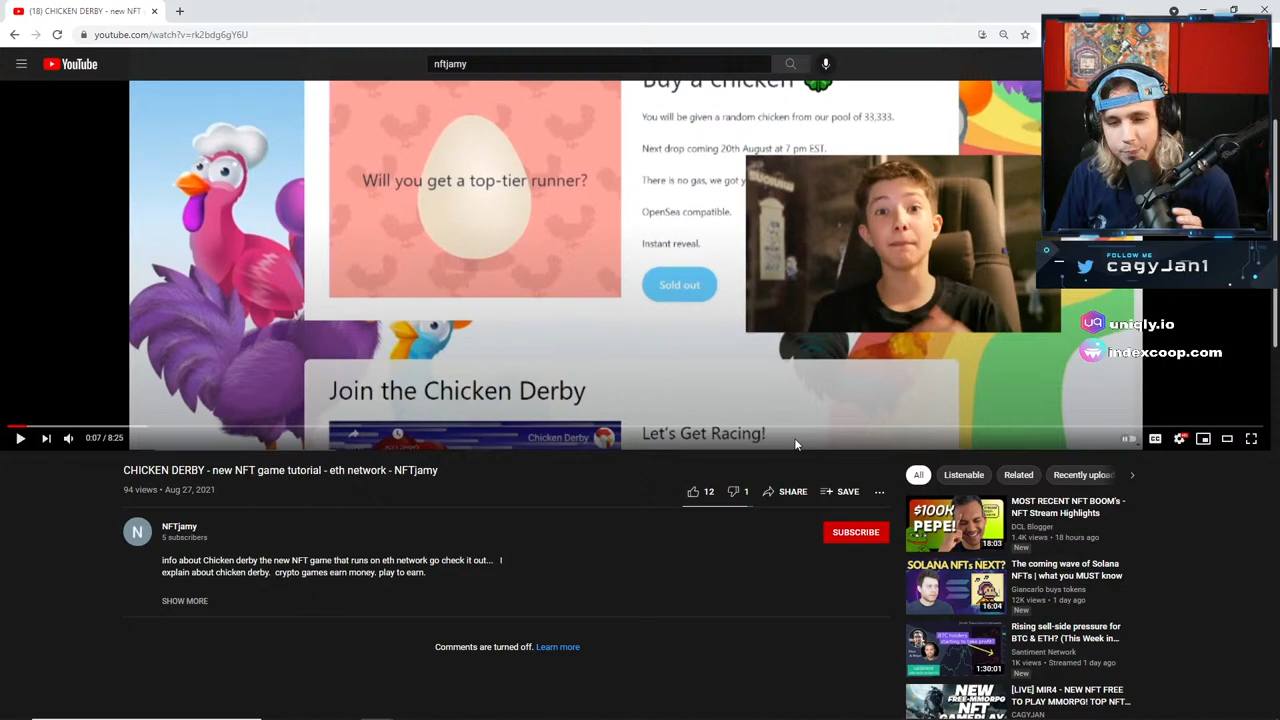 (18) CHICKEN DERBY - new NFT
youtube.com/watch?v=rk2bdg6gY6U
YouTube
nftjamy
Buy a chicken
You will be given a random chicken from our pool of 33,333.
Next drop coming 20th August at 7 pm EST.
There is no gas, we got y
OpenSea compatible.
Instant reveal.
Sold out
Will you get a top-tier runner?
Join the Chicken Derby
Chicken Derby
Let's Get Racing!
FOLLOW ME
cagyJan1
uniqly.io
indexcoop.com
0:07 / 8:25
CHICKEN DERBY - new NFT game tutorial - eth network - NFTjamy
94 views • Aug 27, 2021
12
1
SHARE
SAVE
N
NFTjamy
5 subscribers
SUBSCRIBE
info about Chicken derby the new NFT game that runs on eth network go check it out... I
explain about chicken derby. crypto games earn money. play to earn.
SHOW MORE
Comments are turned off. Learn more
All
Listenable
Related
Recently upload
$100K
PEPE!
18:03
MOST RECENT NFT BOOM's -
NFT Stream Highlights
DCL Blogger
1.4K views • 18 hours ago
New
SOLANA NFTs NEXT?
16:04
The coming wave of Solana
NFTs | what you MUST know
Giancarlo buys tokens
12K views • 1 day ago
New
1:30:01
Rising sell-side pressure for
BTC & ETH? (This Week in...
Santiment Network
1K views • Streamed 1 day ago
New
NEW
FREE
NFT
[LIVE] MIR4 - NEW NFT FREE
TO PLAY MMORPG! TOP NFT...
CAGYJAN